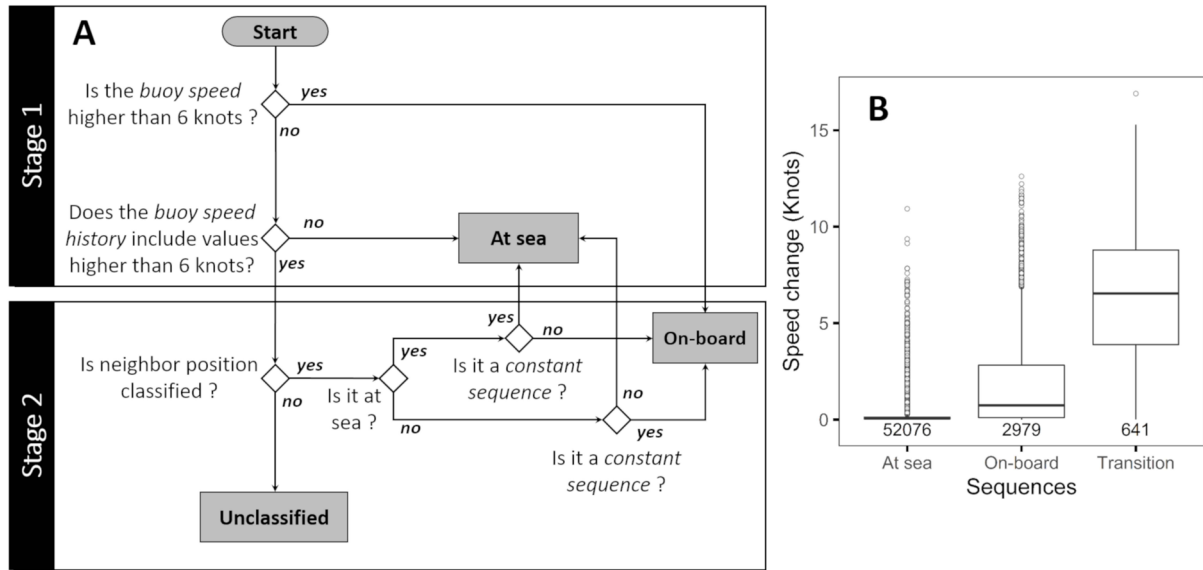 A
Stage 1
Start
Is the buoy speed
higher than 6 knots ?
yes
no
Does the buoy speed
history include values
higher than 6 knots?
no
yes
At sea
Stage 2
Is neighbor position
classified ?
yes
no
Is it at
sea ?
yes
no
yes
no
Is it a constant
sequence ?
On-board
no
yes
Is it a constant
sequence ?
Unclassified
B
Speed change (Knots)
15
10
5
0
52076
2979
641
At sea
On-board
Transition
Sequences